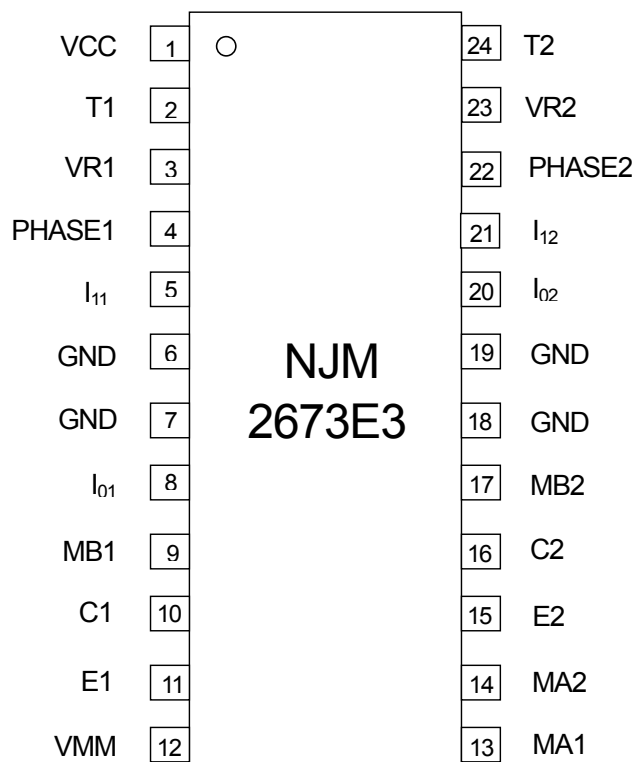 VCC 1 24 T2
T1 2 23 VR2
VR1 3 22 PHASE2
PHASE1 4 21 I₁₂
I₁₁ 5 20 I₀₂
GND 6 19 GND
NJM
GND 7 18 GND
2673E3
I₀₁ 8 17 MB2
MB1 9 16 C2
C1 10 15 E2
E1 11 14 MA2
VMM 12 13 MA1